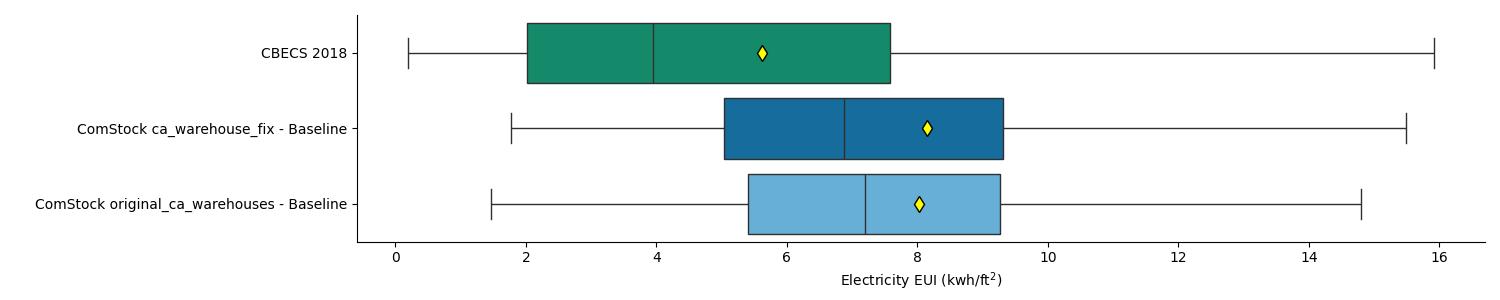 CBECS 2018
ComStock ca_warehouse_fix - Baseline
ComStock original_ca_warehouses - Baseline
0 2 4 6 8 10 12 14 16
Electricity EUI (kwh/ft²)